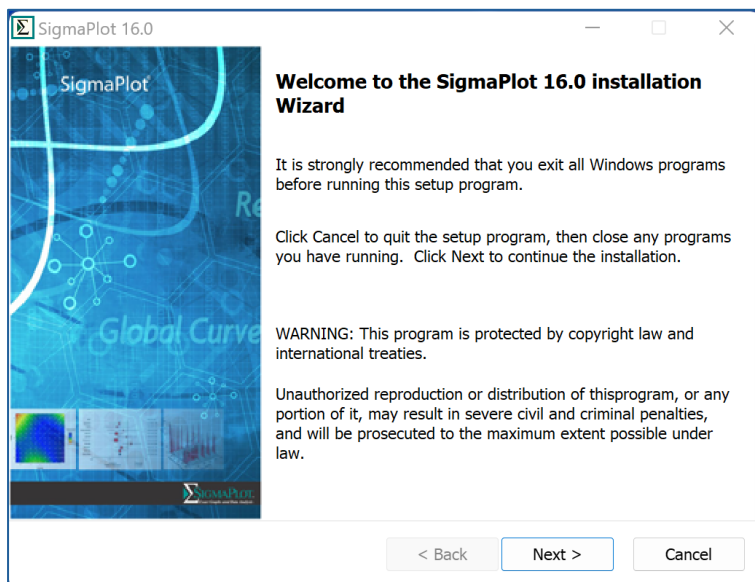 SigmaPlot 16.0
SigmaPlot
Welcome to the SigmaPlot 16.0 installation
Wizard
It is strongly recommended that you exit all Windows programs
before running this setup program.
Click Cancel to quit the setup program, then close any programs
you have running.  Click Next to continue the installation.
Re
Global Curve
WARNING: This program is protected by copyright law and
international treaties.
Unauthorized reproduction or distribution of thisprogram, or any
portion of it, may result in severe civil and criminal penalties,
and will be prosecuted to the maximum extent possible under
law.
SIGMAPLOT
< Back
Next >
Cancel